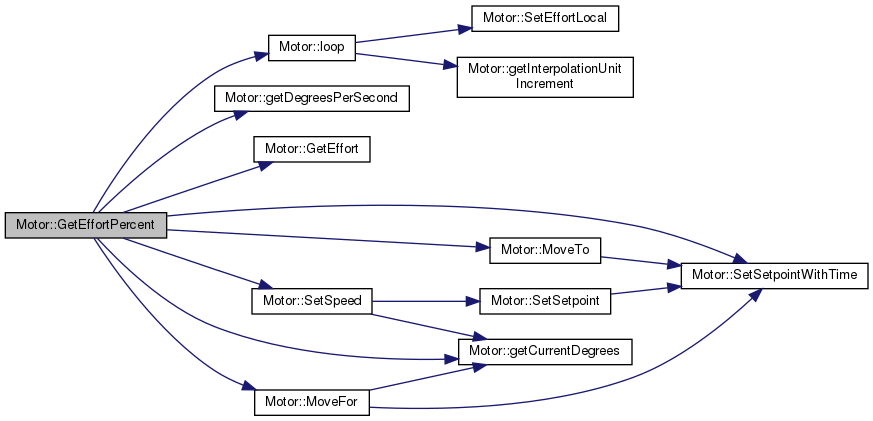 Motor::SetEffortLocal
Motor::loop
Motor::getInterpolationUnit
Increment
Motor::getDegreesPerSecond
Motor::GetEffort
Motor::GetEffortPercent
Motor::MoveTo
Motor::SetSetpointWithTime
Motor::SetSpeed
Motor::SetSetpoint
Motor::getCurrentDegrees
Motor::MoveFor